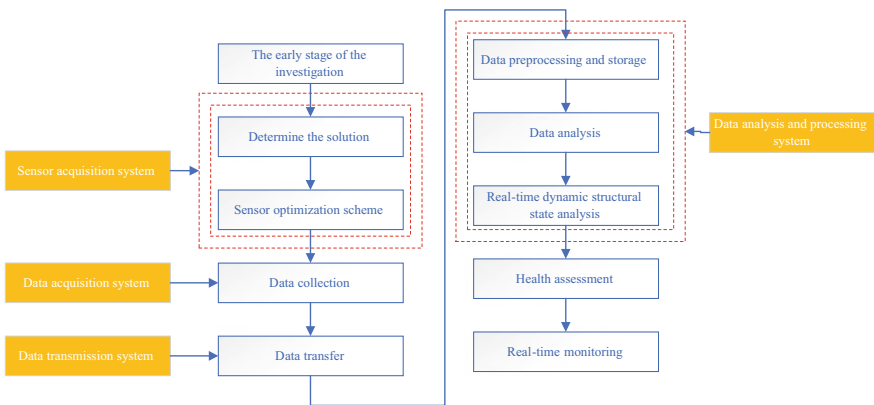 The early stage of the
investigation
Determine the solution
Sensor acquisition system
Sensor optimization scheme
Data acquisition system
Data collection
Data transmission system
Data transfer
Data preprocessing and storage
Data analysis
Data analysis and processing
system
Real-time dynamic structural
state analysis
Health assessment
Real-time monitoring